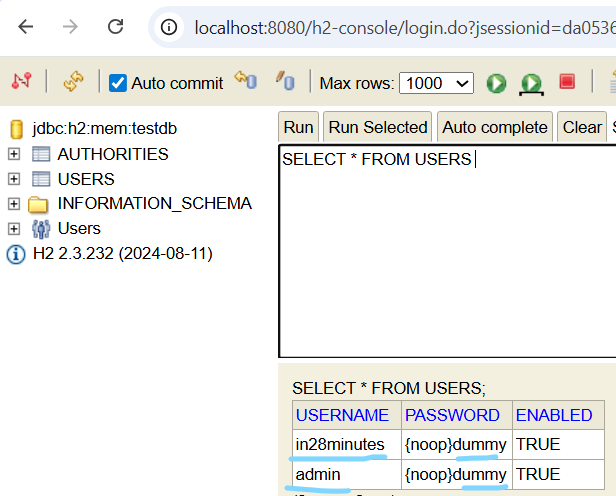 localhost:8080/h2-console/login.do?jsessionid=da0536
Auto commit Max rows: 1000
jdbc:h2:mem:testdb
AUTHORITIES
USERS
INFORMATION_SCHEMA
Users
H2 2.3.232 (2024-08-11)
Run Run Selected Auto complete Clear
SELECT * FROM USERS
SELECT * FROM USERS;
USERNAME PASSWORD ENABLED
in28minutes {noop}dummy TRUE
admin {noop}dummy TRUE